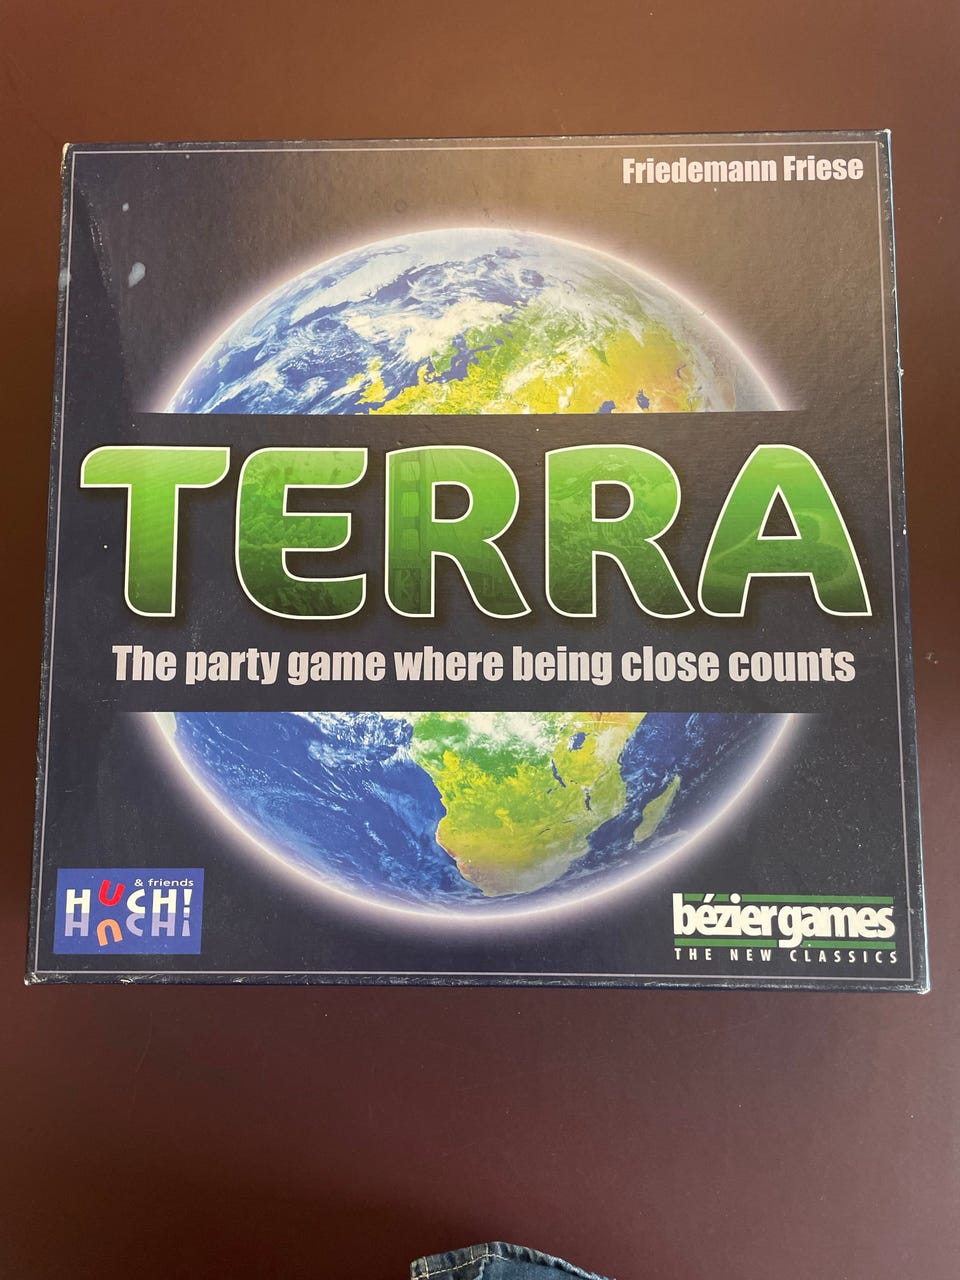 Friedemann Friese
TERRA
The party game where being close counts
& friends
HUCH!
béziergames
THE NEW CLASSICS